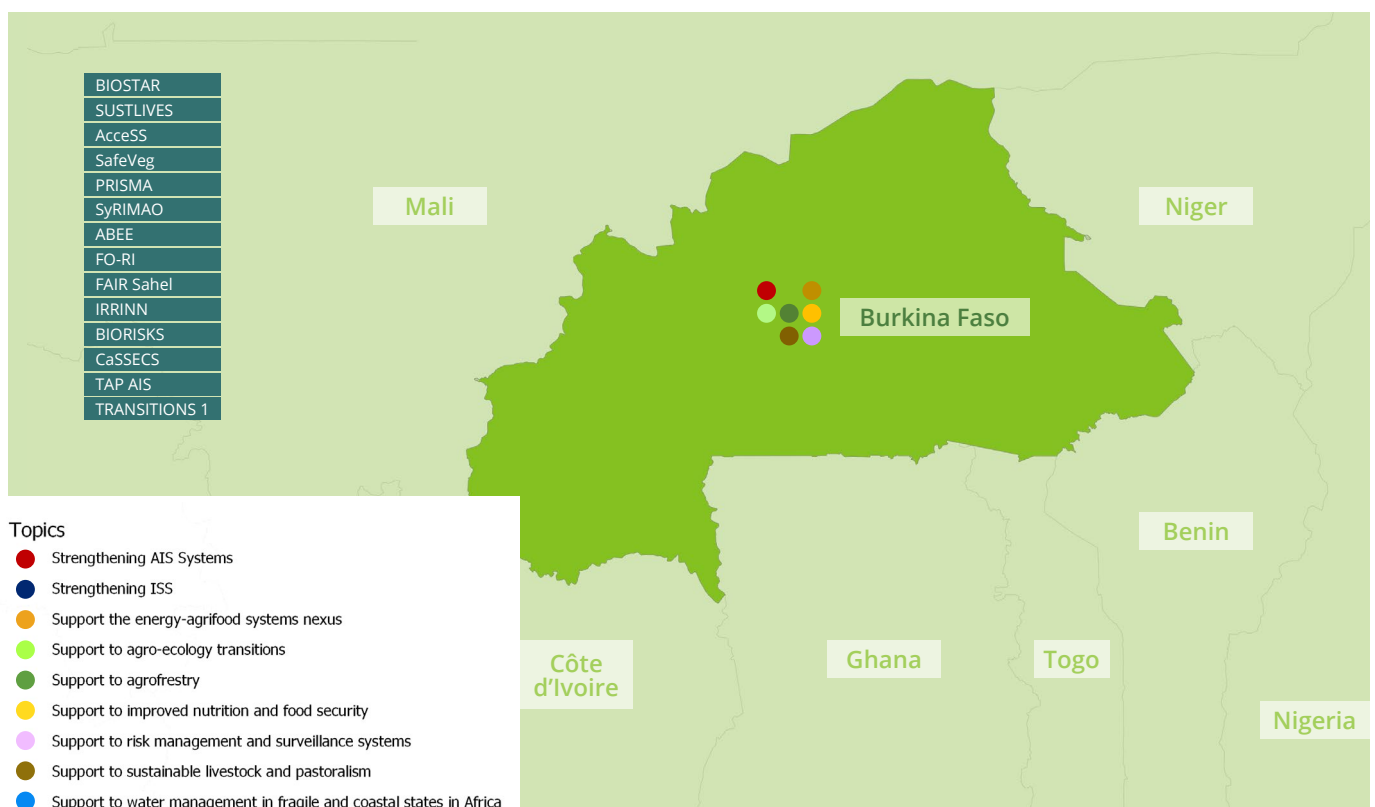 BIOSTAR
SUSTLIVES
AcceSS
SafeVeg
PRISMA
SyRIMAO
ABEE
FO-RI
FAIR Sahel
IRRINN
BIORISKS
CaSSECS
TAP AIS
TRANSITIONS 1
Mali
Niger
Burkina Faso
Benin
Côte
d’Ivoire
Ghana
Togo
Nigeria
Topics
Strengthening AIS Systems
Strengthening ISS
Support the energy-agrifood systems nexus
Support to agro-ecology transitions
Support to agrofrestry
Support to improved nutrition and food security
Support to risk management and surveillance systems
Support to sustainable livestock and pastoralism
Support to water management in fragile and coastal states in Africa